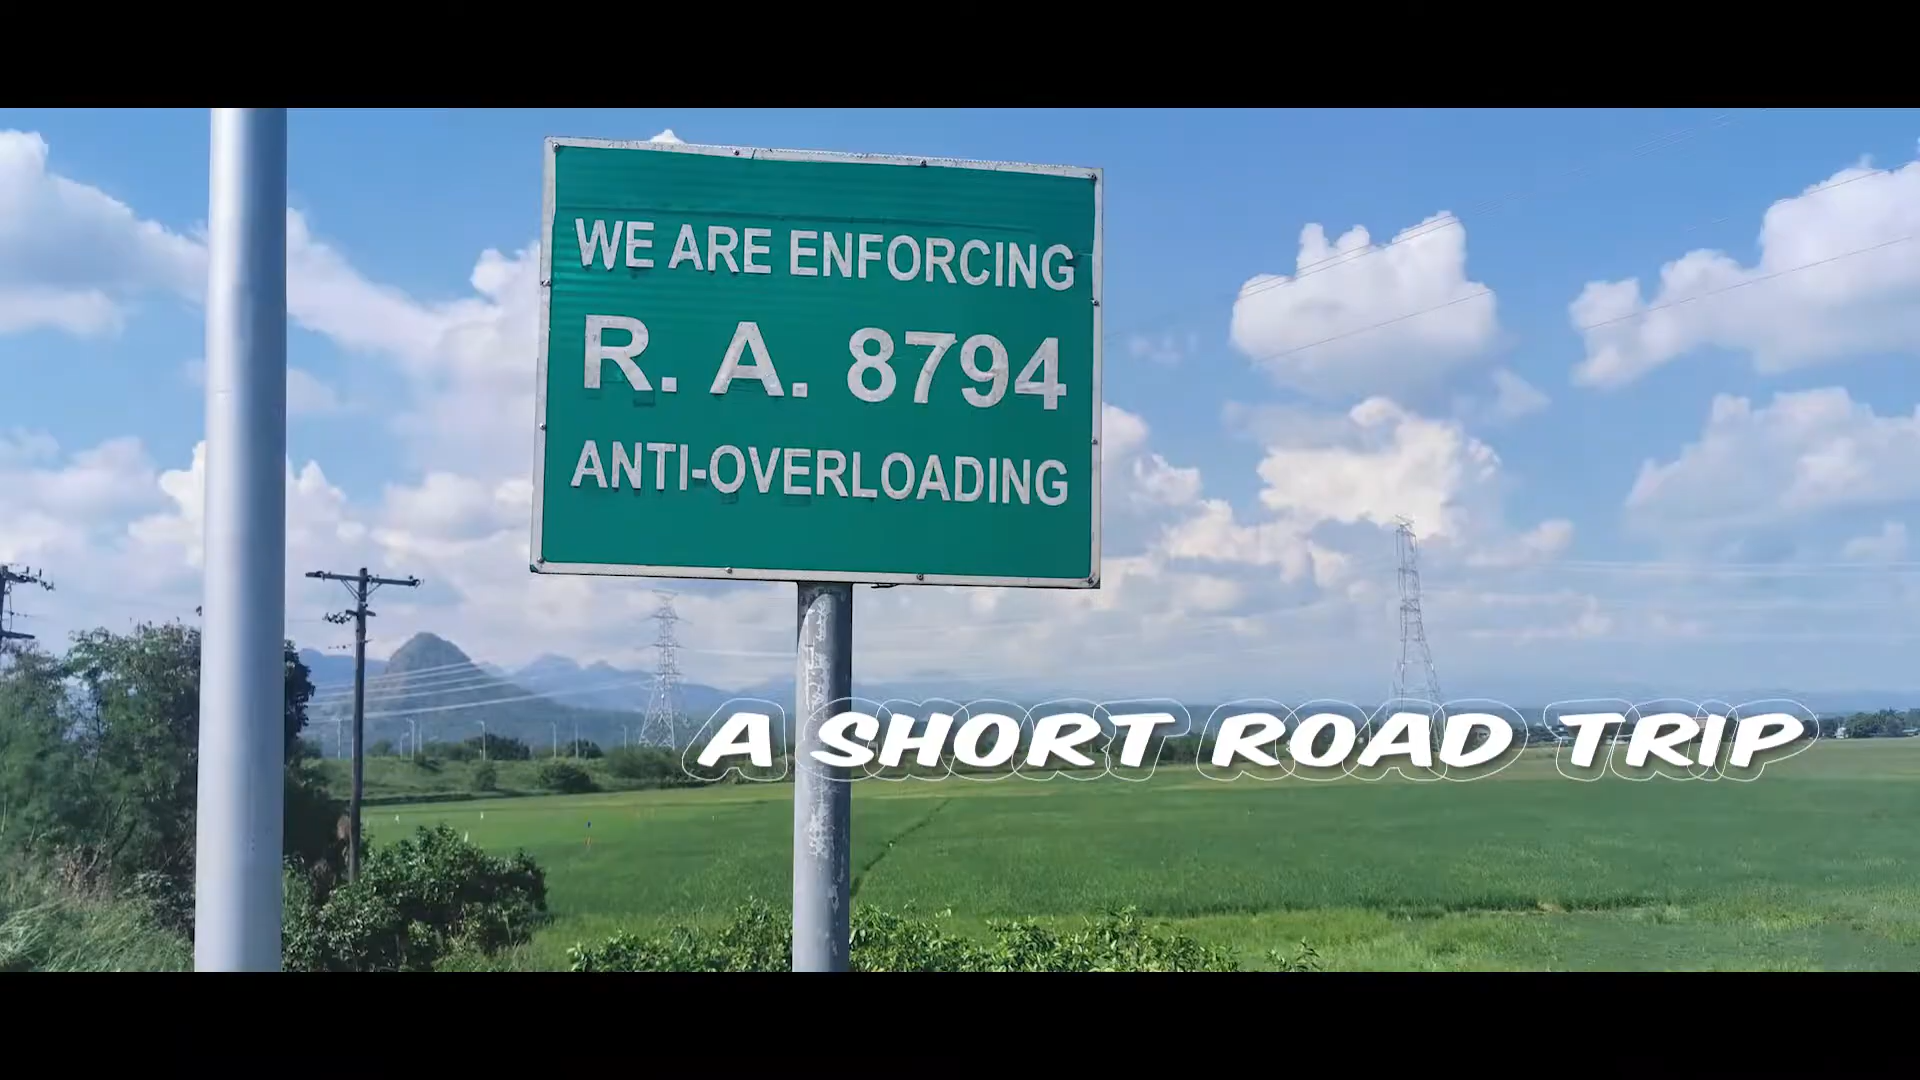 WE ARE ENFORCING
R. A. 8794
ANTI-OVERLOADING
A SHORT ROAD TRIP